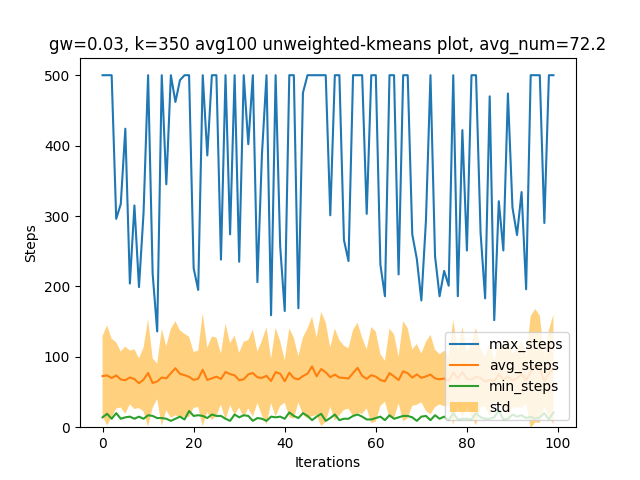 gw=0.03, k=350 avg100 unweighted-kmeans plot, avg_num=72.2
500
400
300
200
100
0
Steps
max_steps
avg_steps
min_steps
std
0 20 40 60 80 100
Iterations